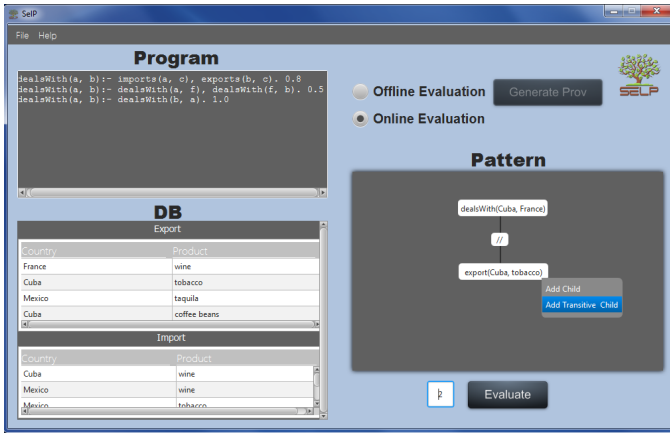 SelP
File Help
Program
dealsWith(a, b):- imports(a, c), exports(b, c). 0.8
dealsWith(a, b):- dealsWith(a, f), dealsWith(f, b). 0.5
dealsWith(a, b):- dealsWith(b, a). 1.0
Offline Evaluation
Generate Prov
SELP
Online Evaluation
DB
Export
Country Product
France wine
Cuba tobacco
Mexico taquila
Cuba coffee beans
Import
Country Product
Cuba wine
Mexico wine
Mexico tobacco
Pattern
dealsWith(Cuba, France)
//
export(Cuba, tobacco)
Add Child
Add Transitive Child
2
Evaluate